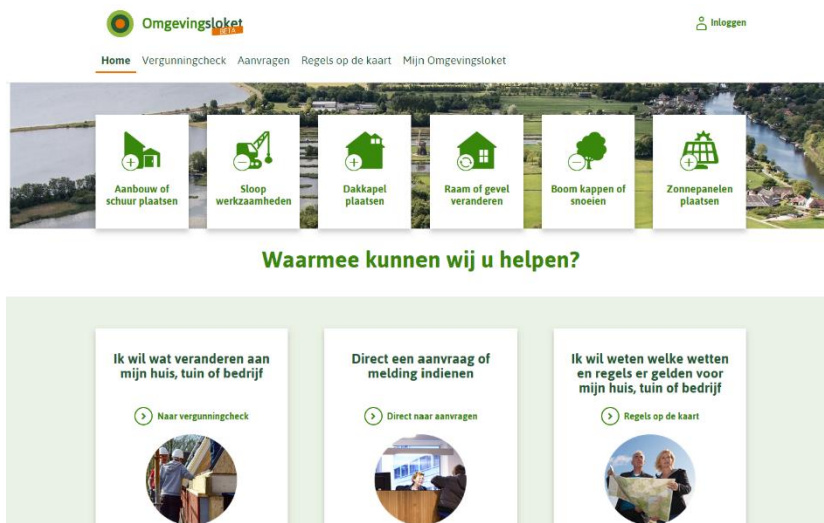 Omgevingsloket
BETA
Inloggen
Home Vergunningcheck Aanvragen Regels op de kaart Mijn Omgevingsloket
Aanbouw of
schuur plaatsen
Sloop
werkzaamheden
Dakkapel
plaatsen
Raam of gevel
veranderen
Boom kappen of
snoeien
Zonnepanelen
plaatsen
Waarmee kunnen wij u helpen?
Ik wil wat veranderen aan
mijn huis, tuin of bedrijf
Naar vergunningcheck
Direct een aanvraag of
melding indienen
Direct naar aanvragen
Ik wil weten welke wetten
en regels er gelden voor
mijn huis, tuin of bedrijf
Regels op de kaart